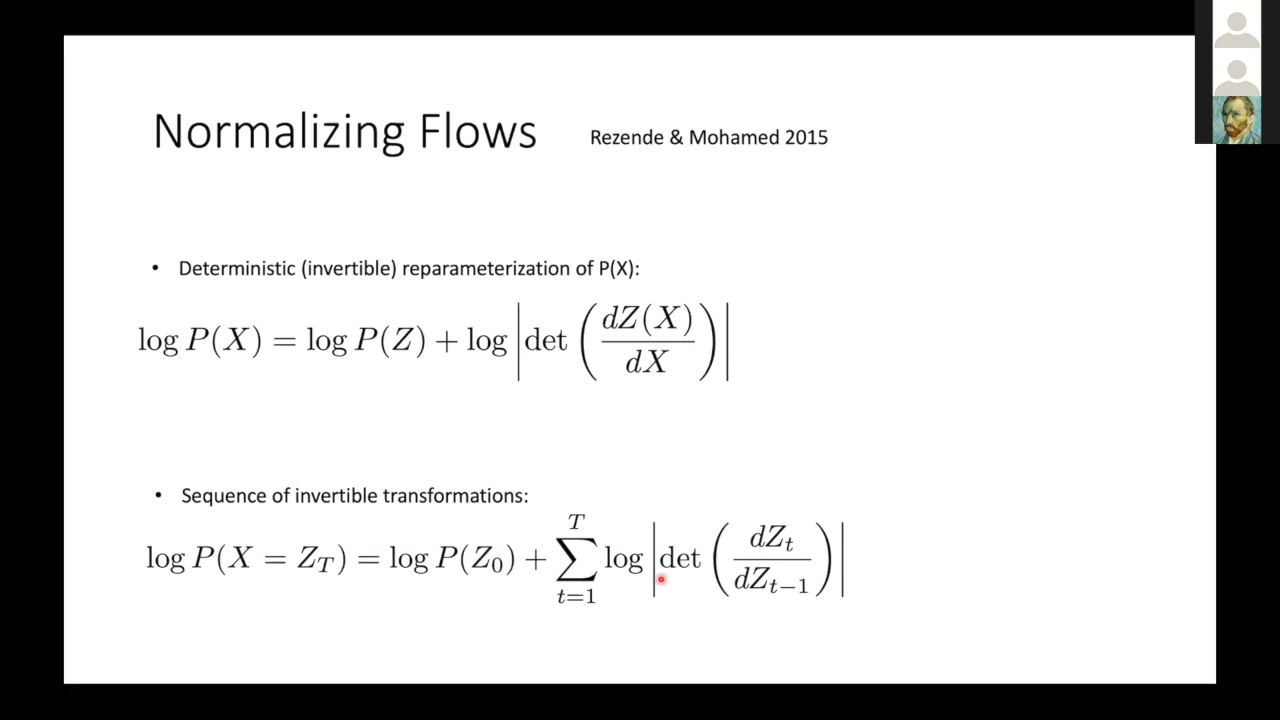 Normalizing Flows
Rezende & Mohamed 2015
• Deterministic (invertible) reparameterization of P(X):
log P(X) = log P(Z) + log |det (dZ(X)/dX)|
• Sequence of invertible transformations:
log P(X = Z_T) = log P(Z_0) + ∑_{t=1}^{T} log |det (dZ_t/dZ_{t−1})|